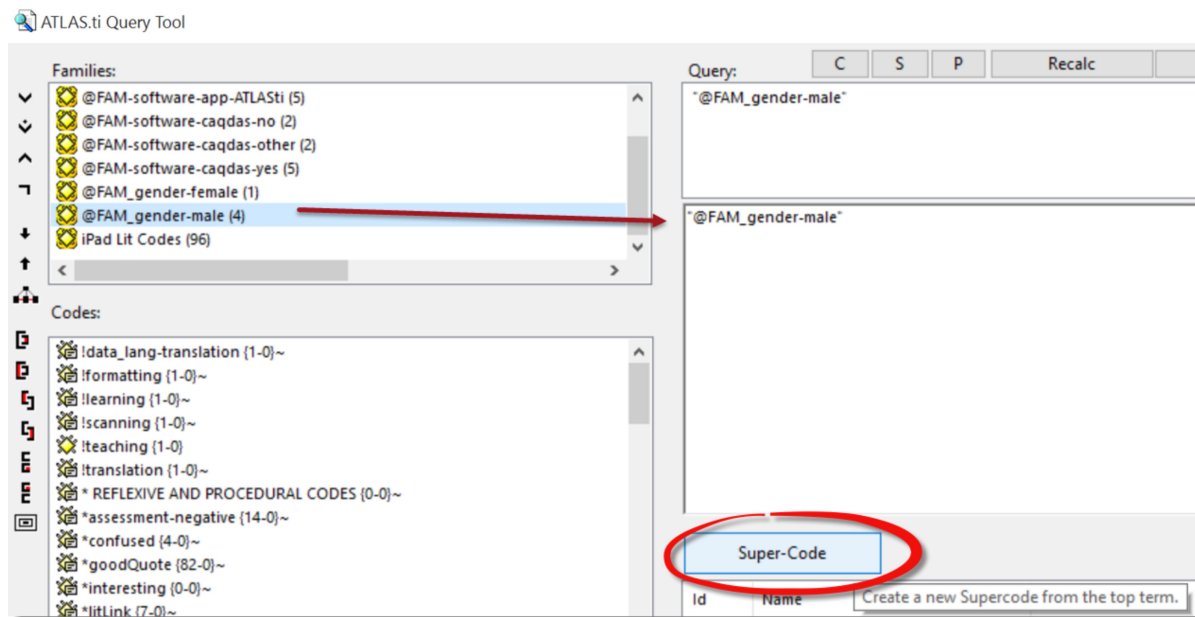 ATLAS.ti Query Tool
Families:
@FAM-software-app-ATLASti (5)
@FAM-software-caqdas-no (2)
@FAM-software-caqdas-other (2)
@FAM-software-caqdas-yes (5)
@FAM_gender-female (1)
@FAM_gender-male (4)
iPad Lit Codes (96)
Codes:
!data_lang-translation {1-0}~
!formatting {1-0}~
!learning {1-0}~
!scanning {1-0}~
!teaching {1-0}
!translation {1-0}~
* REFLEXIVE AND PROCEDURAL CODES {0-0}~
*assessment-negative {14-0}~
*confused {4-0}~
*goodQuote {82-0}~
*interesting {0-0}~
*litLink {7-0}~
Query:
C S P Recalc
"@FAM_gender-male"
"@FAM_gender-male"
Super-Code
Id Name
Create a new Supercode from the top term.